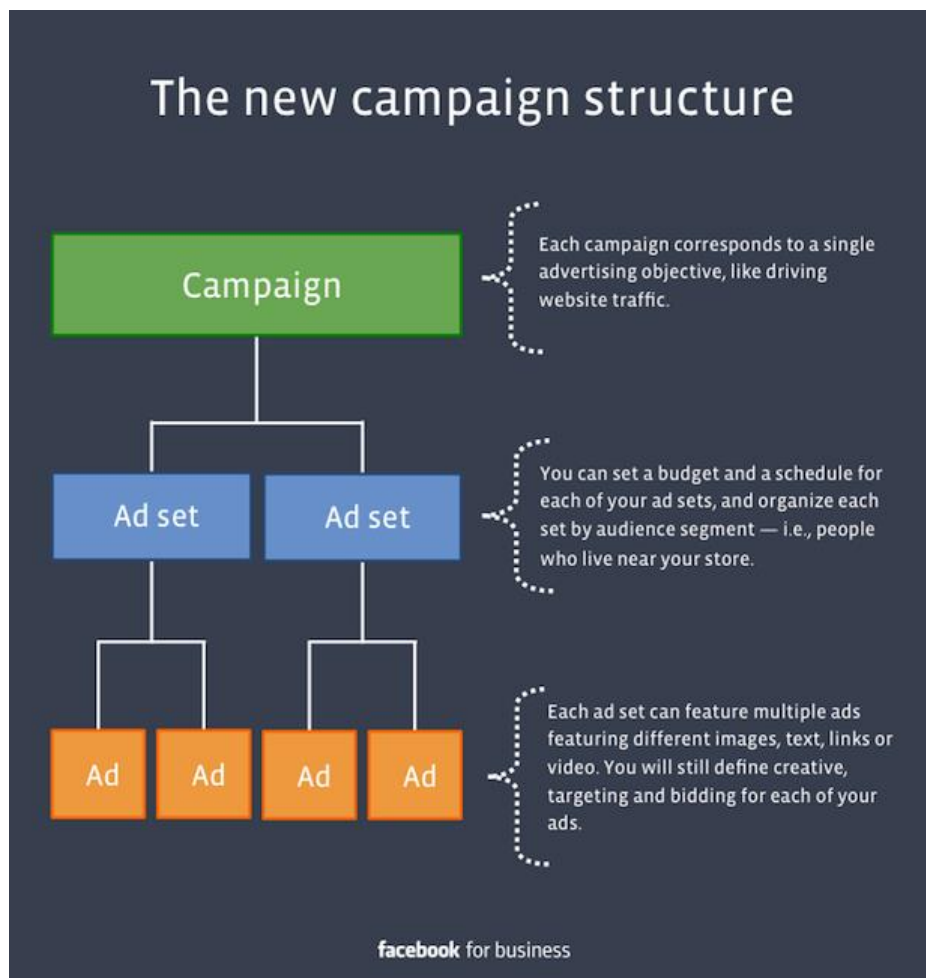 The new campaign structure
Campaign
Each campaign corresponds to a single
advertising objective, like driving
website traffic.
Ad set
Ad set
You can set a budget and a schedule for
each of your ad sets, and organize each
set by audience segment — i.e., people
who live near your store.
Ad
Ad
Ad
Ad
Each ad set can feature multiple ads
featuring different images, text, links or
video. You will still define creative,
targeting and bidding for each of your
ads.
facebook for business